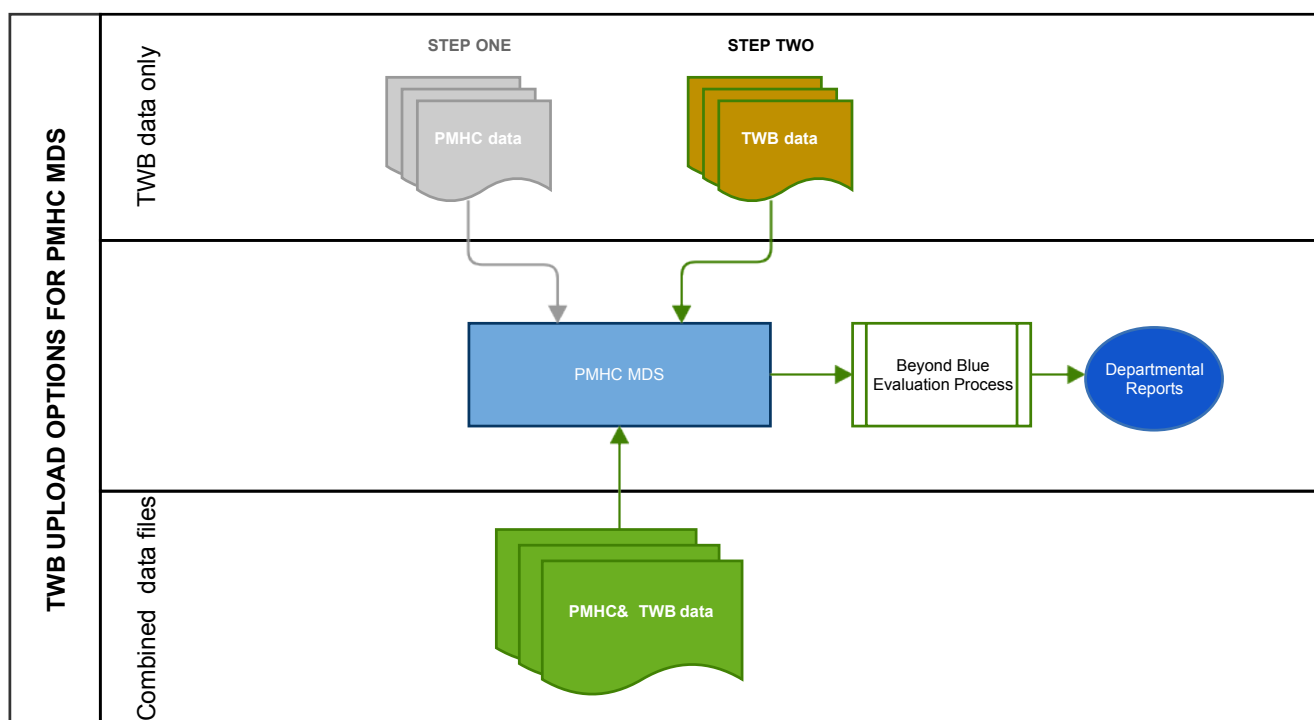 TWB UPLOAD OPTIONS FOR PMHC MDS
TWB data only
STEP ONE
STEP TWO
PMHC data
TWB data
PMHC MDS
Beyond Blue
Evaluation Process
Departmental
Reports
Combined data files
PMHC& TWB data